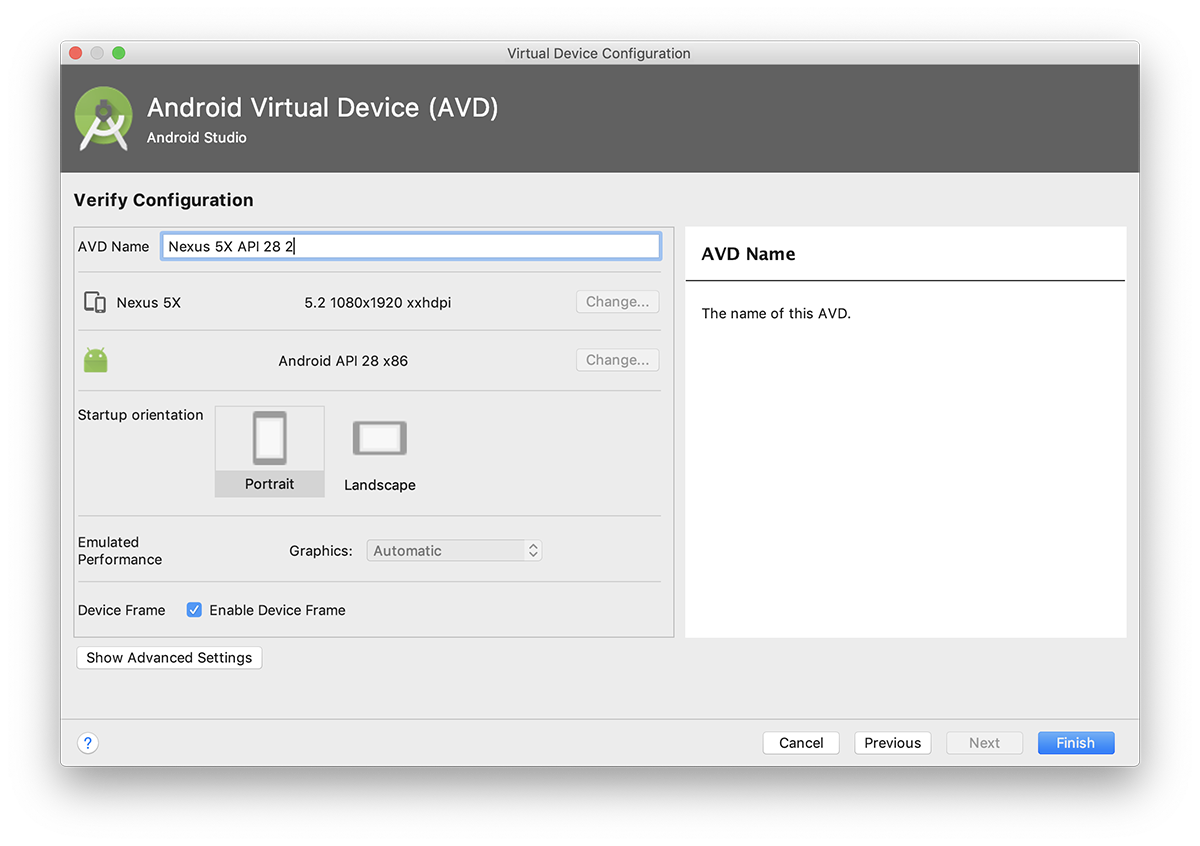 Virtual Device Configuration
Android Virtual Device (AVD)
Android Studio
Verify Configuration
AVD Name Nexus 5X API 28 2
Nexus 5X 5.2 1080x1920 xxhdpi Change...
Android API 28 x86 Change...
Startup orientation
Portrait
Landscape
Emulated
Performance
Graphics: Automatic
Device Frame Enable Device Frame
Show Advanced Settings
AVD Name
The name of this AVD.
?
Cancel Previous Next Finish